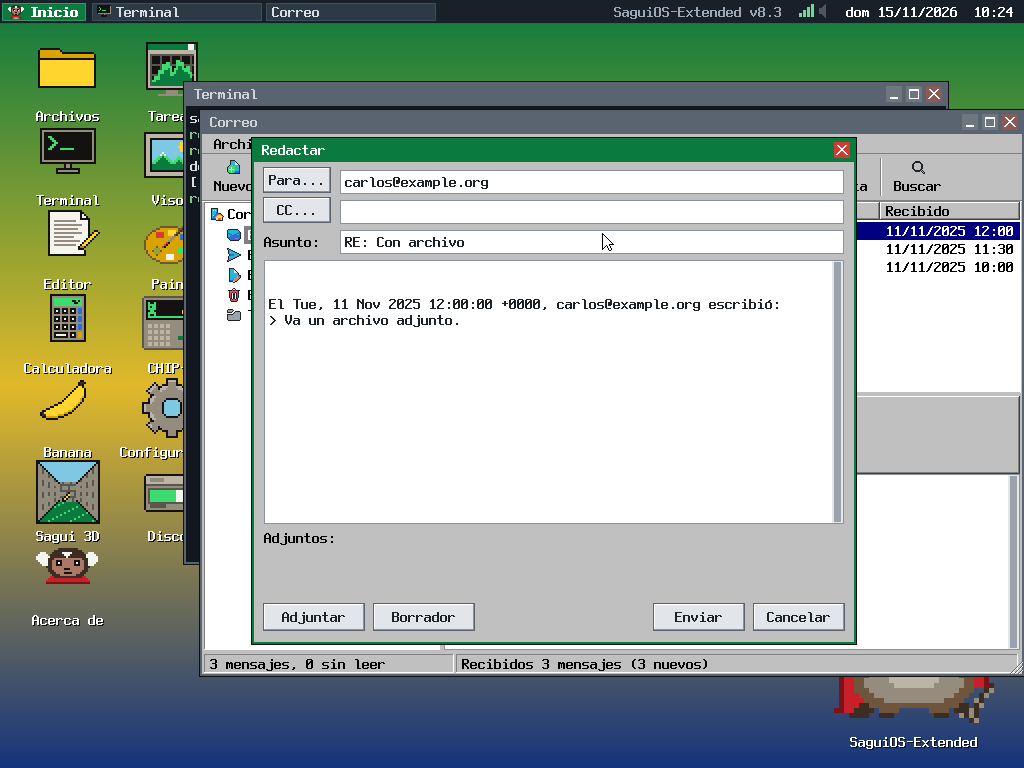 Inicio
Terminal
Correo
SaguiOS-Extended v8.3
dom 15/11/2026
10:24
Archivos
Terminal
Editor
Calculadora
Banana
Sagui 3D
Acerca de
Terminal
Correo
Redactar
Para...
carlos@example.org
CC...
Asunto:
RE: Con archivo
El Tue, 11 Nov 2025 12:00:00 +0000, carlos@example.org escribió:
> Va un archivo adjunto.
Adjuntos:
Adjuntar
Borrador
Enviar
Cancelar
Buscar
Recibido
11/11/2025 12:00
11/11/2025 11:30
11/11/2025 10:00
3 mensajes, 0 sin leer
Recibidos 3 mensajes (3 nuevos)
SaguiOS-Extended